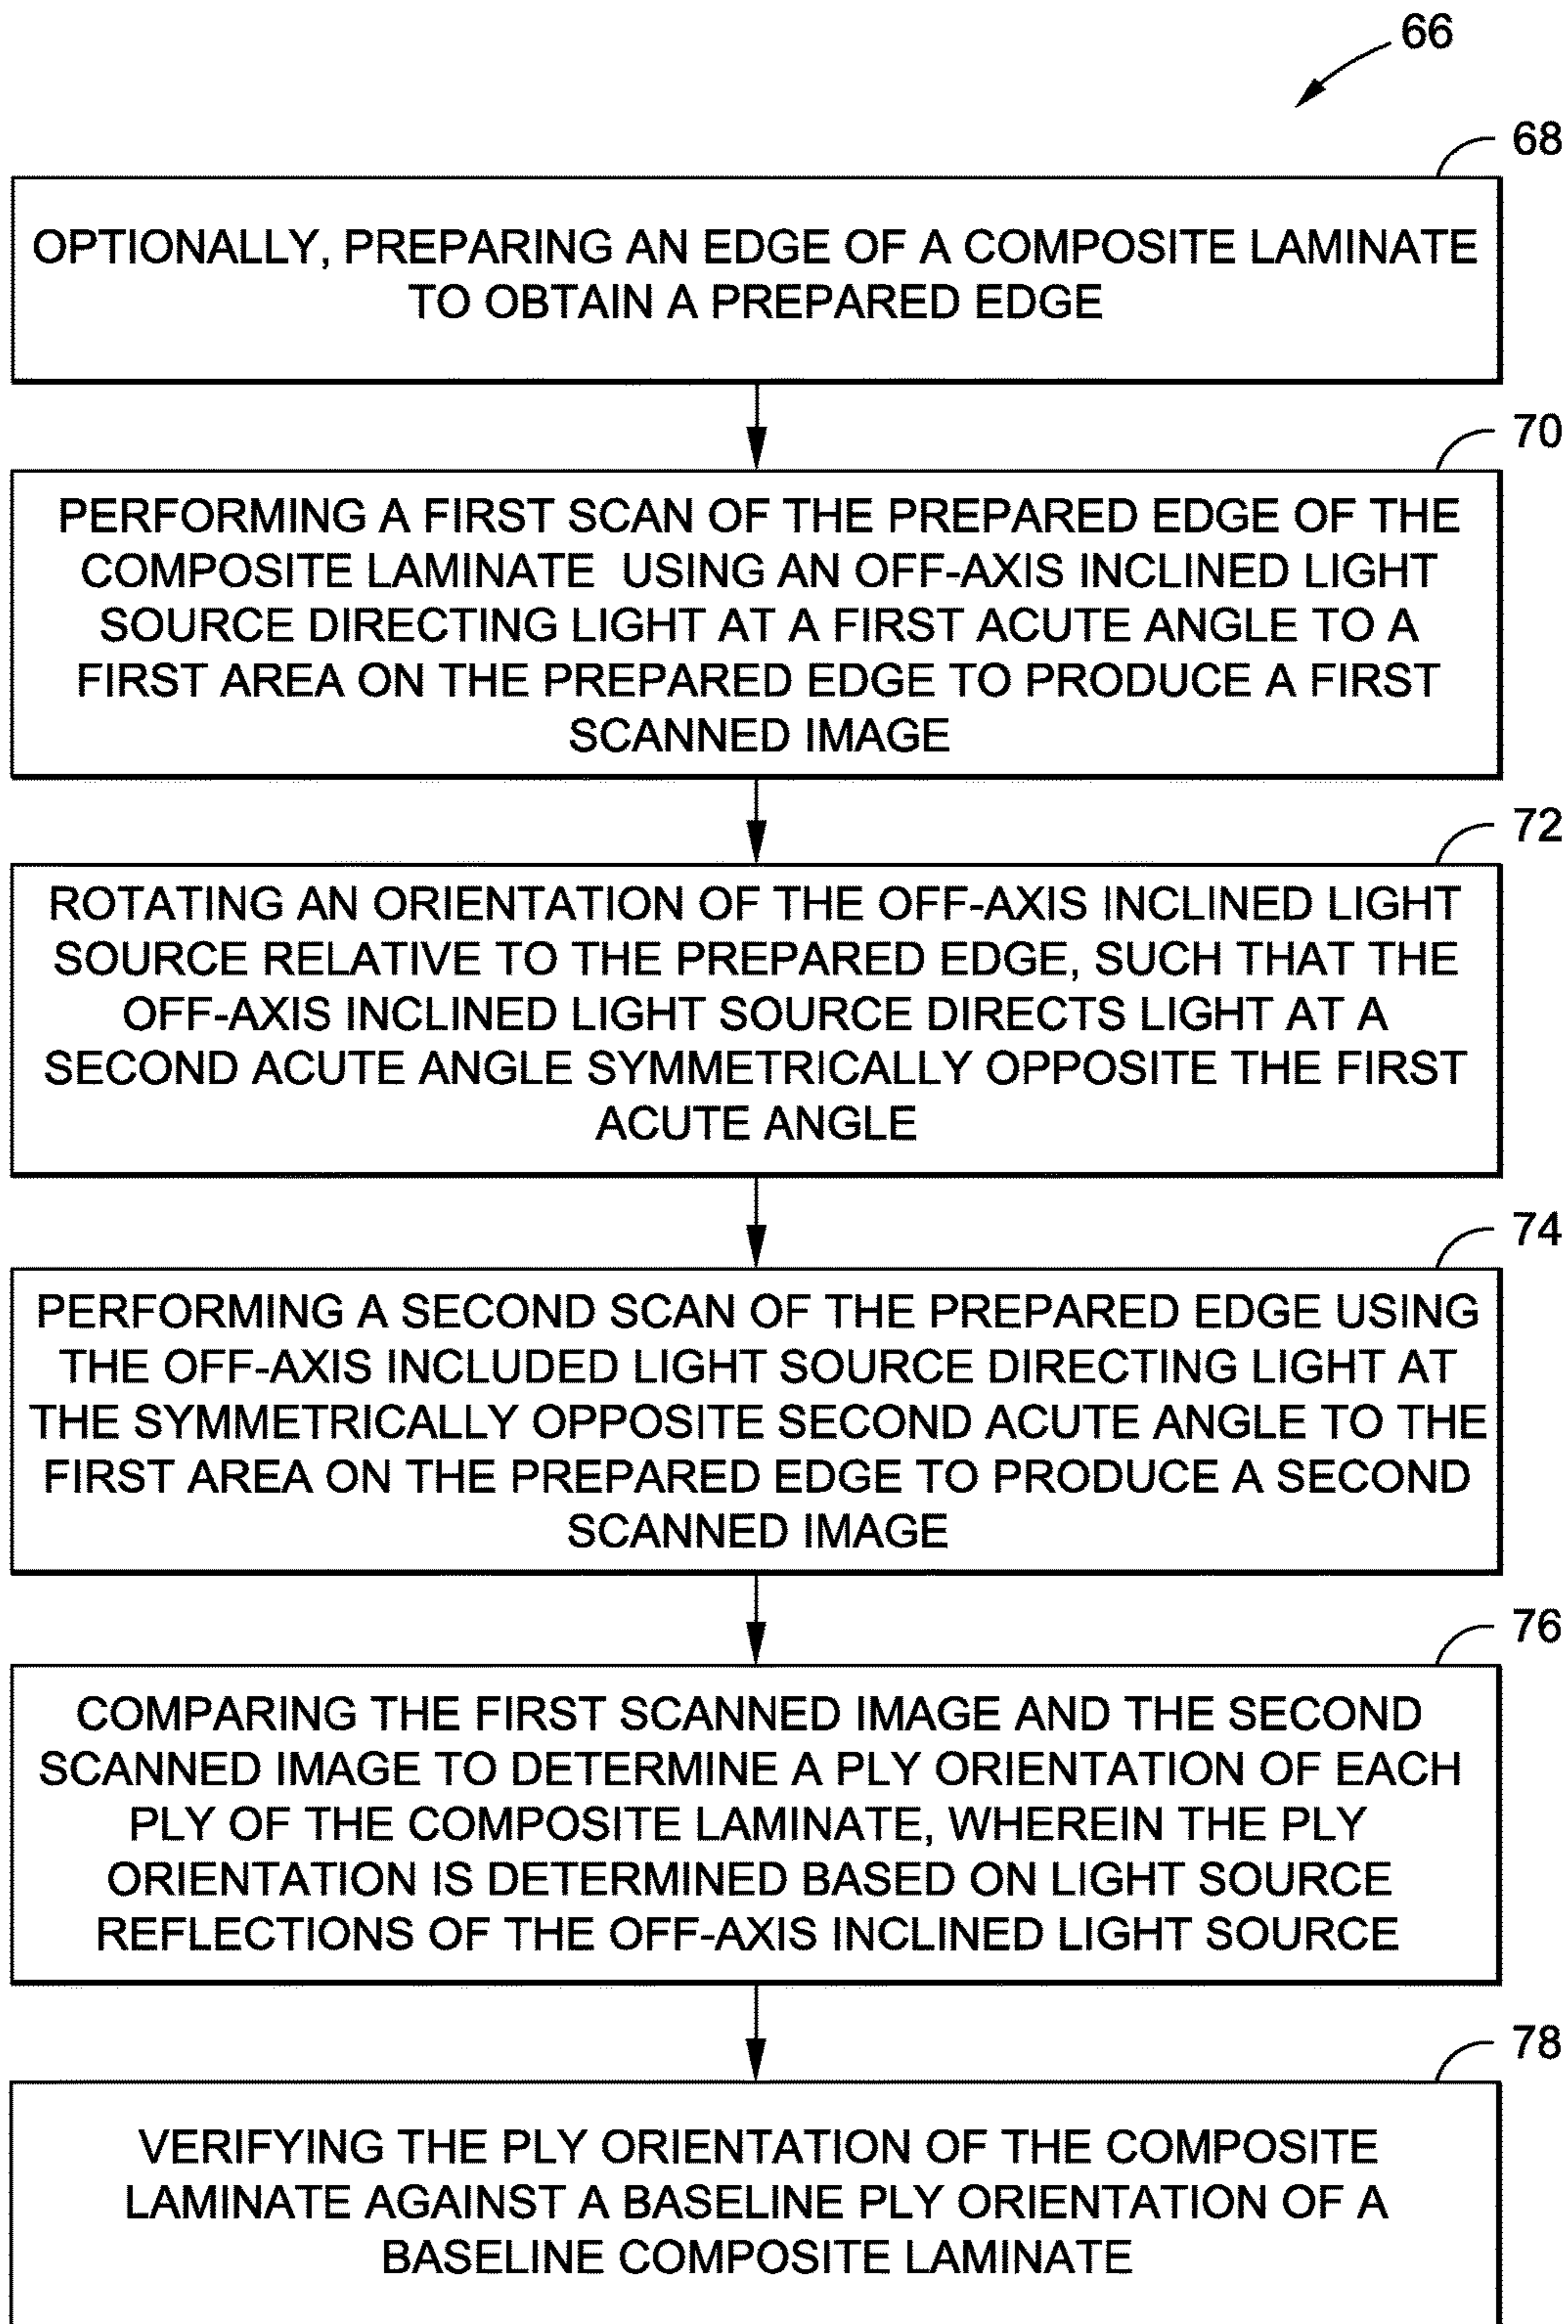 66
68
OPTIONALLY, PREPARING AN EDGE OF A COMPOSITE LAMINATE
TO OBTAIN A PREPARED EDGE
70
PERFORMING A FIRST SCAN OF THE PREPARED EDGE OF THE
COMPOSITE LAMINATE USING AN OFF-AXIS INCLINED LIGHT
SOURCE DIRECTING LIGHT AT A FIRST ACUTE ANGLE TO A
FIRST AREA ON THE PREPARED EDGE TO PRODUCE A FIRST
SCANNED IMAGE
72
ROTATING AN ORIENTATION OF THE OFF-AXIS INCLINED LIGHT
SOURCE RELATIVE TO THE PREPARED EDGE, SUCH THAT THE
OFF-AXIS INCLINED LIGHT SOURCE DIRECTS LIGHT AT A
SECOND ACUTE ANGLE SYMMETRICALLY OPPOSITE THE FIRST
ACUTE ANGLE
74
PERFORMING A SECOND SCAN OF THE PREPARED EDGE USING
THE OFF-AXIS INCLUDED LIGHT SOURCE DIRECTING LIGHT AT
THE SYMMETRICALLY OPPOSITE SECOND ACUTE ANGLE TO THE
FIRST AREA ON THE PREPARED EDGE TO PRODUCE A SECOND
SCANNED IMAGE
76
COMPARING THE FIRST SCANNED IMAGE AND THE SECOND
SCANNED IMAGE TO DETERMINE A PLY ORIENTATION OF EACH
PLY OF THE COMPOSITE LAMINATE, WHEREIN THE PLY
ORIENTATION IS DETERMINED BASED ON LIGHT SOURCE
REFLECTIONS OF THE OFF-AXIS INCLINED LIGHT SOURCE
78
VERIFYING THE PLY ORIENTATION OF THE COMPOSITE
LAMINATE AGAINST A BASELINE PLY ORIENTATION OF A
BASELINE COMPOSITE LAMINATE